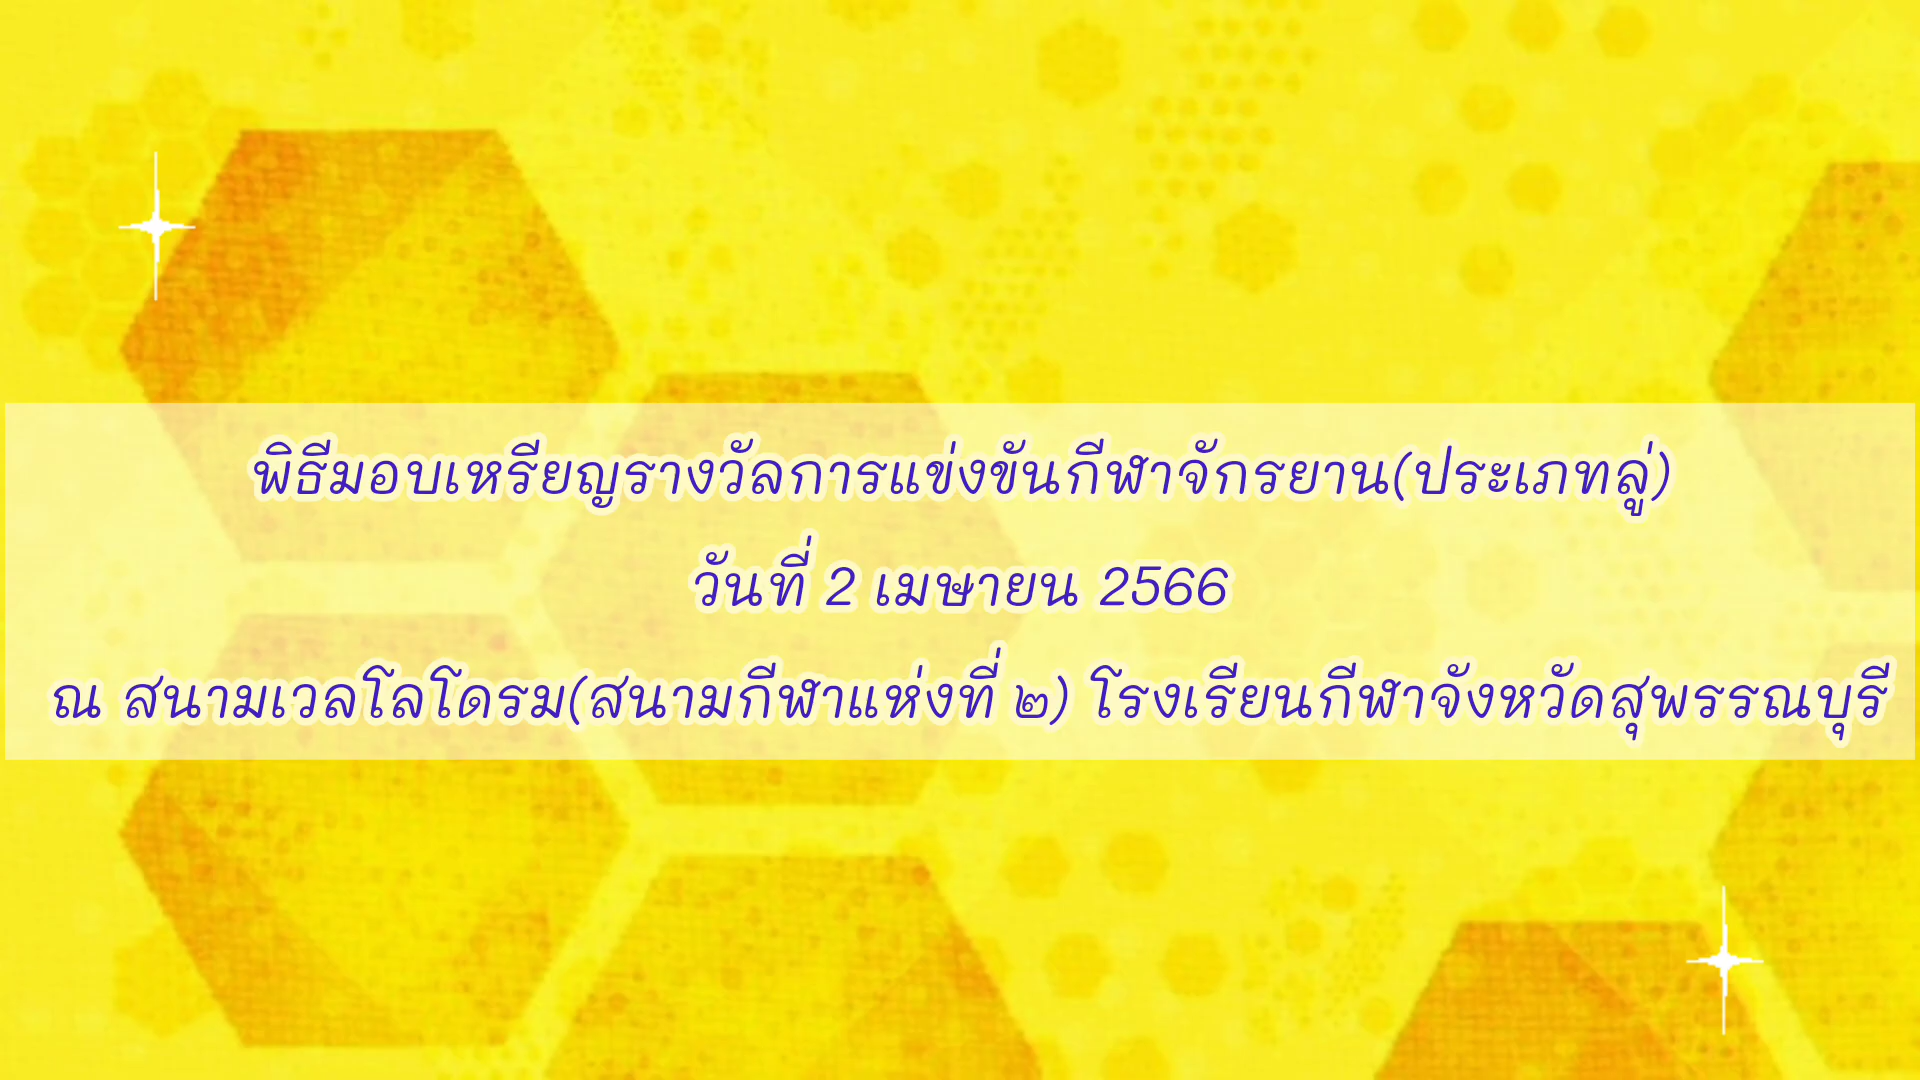 พิธีมอบเหรียญรางวัลการแข่งขันกีฬาจักรยาน(ประเภทลู่)
วันที่ 2 เมษายน 2566
ณ สนามเวลโลโดรม(สนามกีฬาแห่งที่ ๒) โรงเรียนกีฬาจังหวัดสุพรรณบุรี